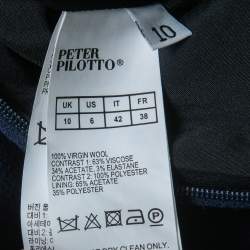 10
PETER
PILOTTO®
UK US IT FR
10 6 42 38
100% VIRGIN WOOL
CONTRAST 1: 63% VISCOSE
34% ACETATE, 3% ELASTANE
CONTRAST 2: 100% POLYESTER
LINING: 65% ACETATE
35% POLYESTER
DRY CLEAN ONLY.